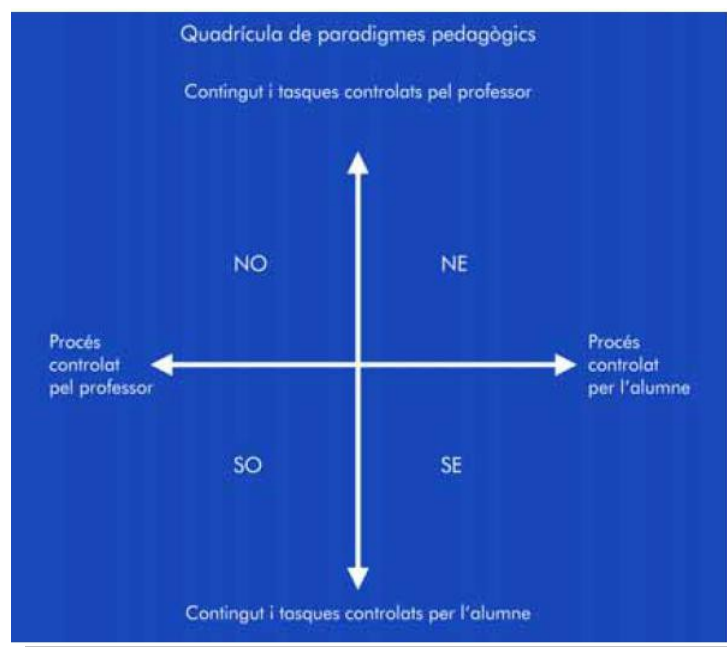 Quadrícula de paradigmes pedagògics
Contingut i tasques controlats pel professor
NO
NE
Procés
controlat
pel professor
Procés
controlat
per l'alumne
SO
SE
Contingut i tasques controlats per l'alumne